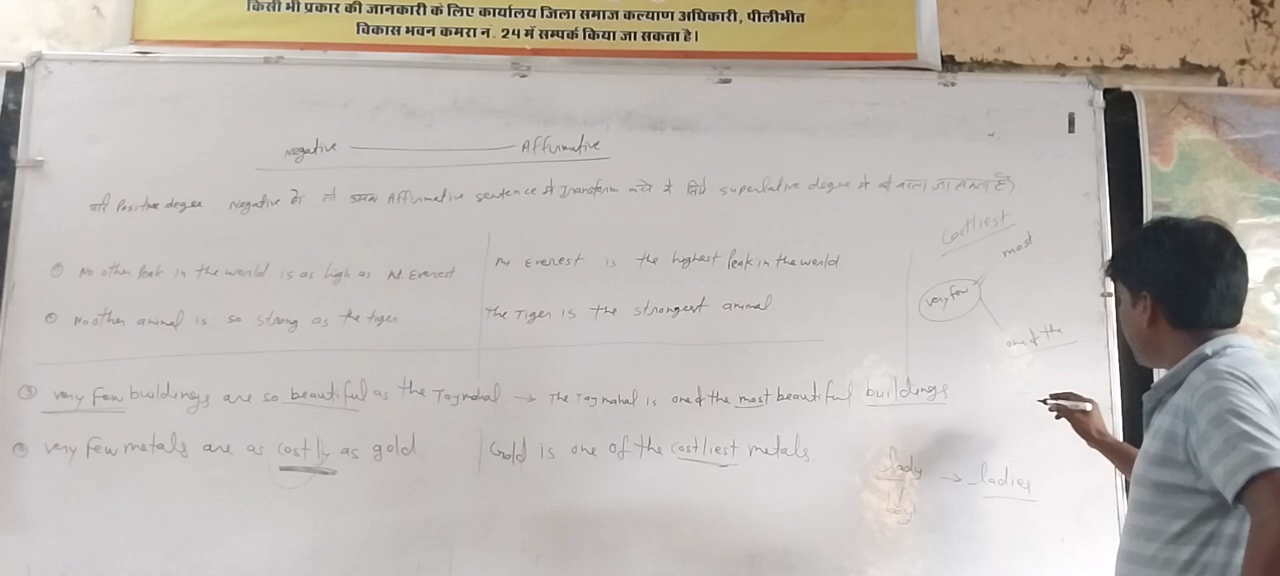 किसी भी प्रकार की जानकारी के लिए कार्यालय जिला समाज कल्याण अधिकारी, पीलीभीत
विकास भवन कमरा नं. 24 में सम्पर्क किया जा सकता है।
Negative Affirmative
यदि Positive degree Negative हो तो Affirmative sentence में Transform करने के लिये superlative degree में जा सकता है)
① No other Peak in the world is as high as Mt Everest
Mt Everest is the highest Peak in the world.
② No other animal is so strong as the tiger
The Tiger is the strongest animal
costliest
most
very few
one of the
③ very few buildings are so beautiful as the Tajmahal → The Tajmahal is one of the most beautiful buildings
④ very few metals are as costly as gold
Gold is one of the costliest metals
lady → ladies
boy